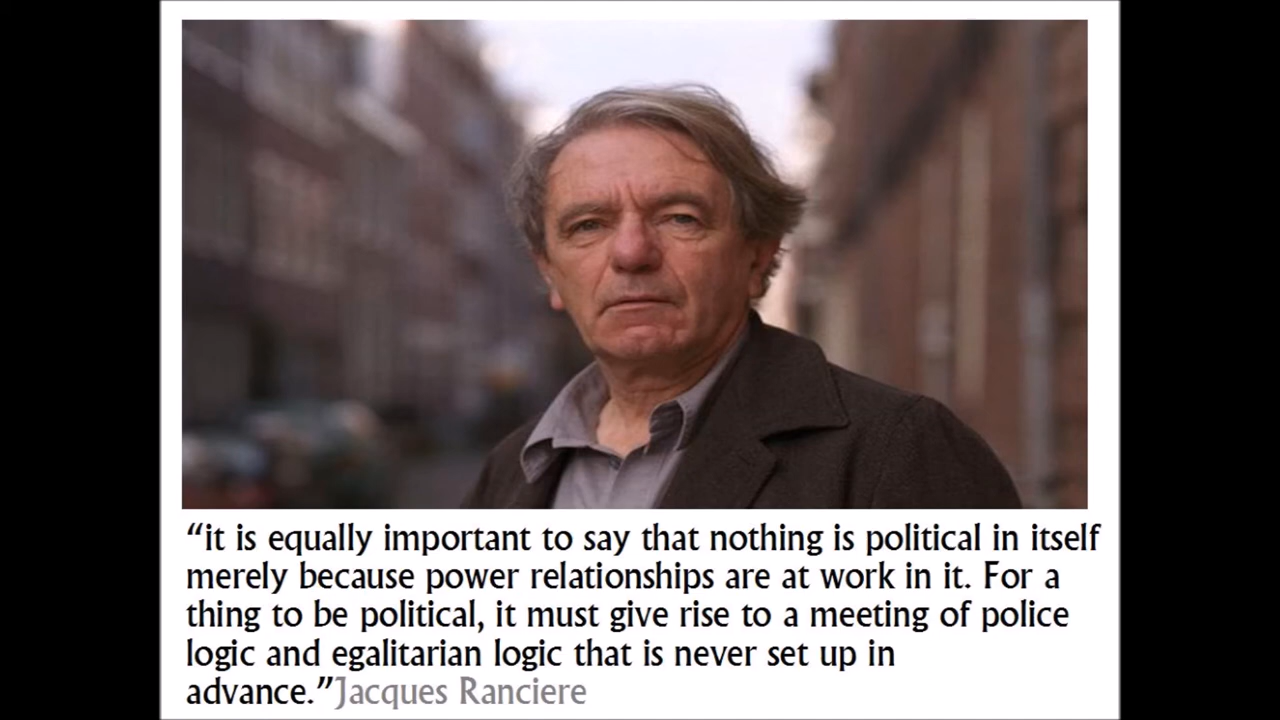 “it is equally important to say that nothing is political in itself
merely because power relationships are at work in it. For a
thing to be political, it must give rise to a meeting of police
logic and egalitarian logic that is never set up in
advance.”Jacques Ranciere